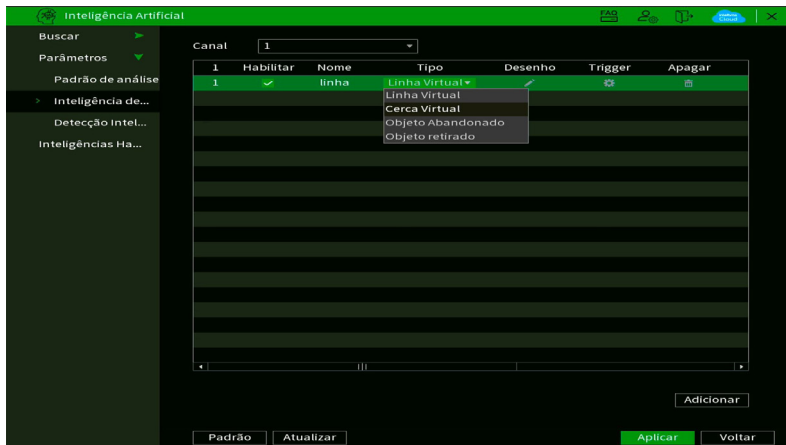 Inteligência Artificial
FAQ
Cloud
Buscar
Parâmetros
Padrão de análise
Inteligência de...
Detecção Intel...
Inteligências Ha...
Canal 1
1 Habilitar Nome Tipo Desenho Trigger Apagar
1 linha Linha Virtual
Linha Virtual
Cerca Virtual
Objeto Abandonado
Objeto retirado
Adicionar
Padrão Atualizar Aplicar Voltar